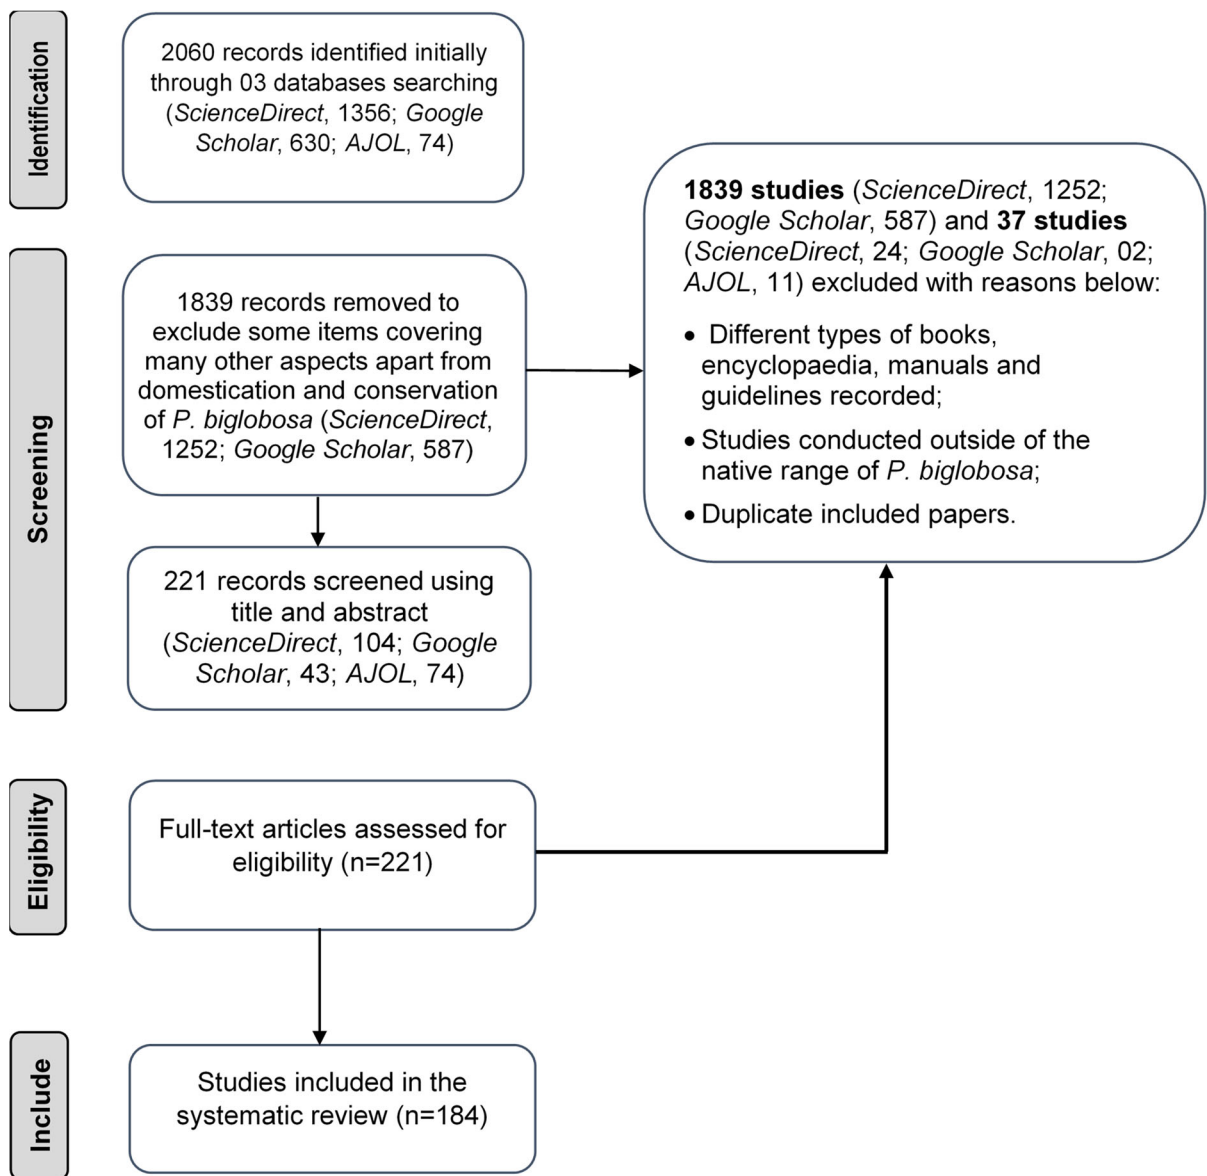 Identification
2060 records identified initially
through 03 databases searching
(ScienceDirect, 1356; Google
Scholar, 630; AJOL, 74)
Screening
1839 records removed to
exclude some items covering
many other aspects apart from
domestication and conservation
of P. biglobosa (ScienceDirect,
1252; Google Scholar, 587)
1839 studies (ScienceDirect, 1252;
Google Scholar, 587) and 37 studies
(ScienceDirect, 24; Google Scholar, 02;
AJOL, 11) excluded with reasons below:
• Different types of books,
encyclopaedia, manuals and
guidelines recorded;
• Studies conducted outside of the
native range of P. biglobosa;
• Duplicate included papers.
221 records screened using
title and abstract
(ScienceDirect, 104; Google
Scholar, 43; AJOL, 74)
Eligibility
Full-text articles assessed for
eligibility (n=221)
Include
Studies included in the
systematic review (n=184)